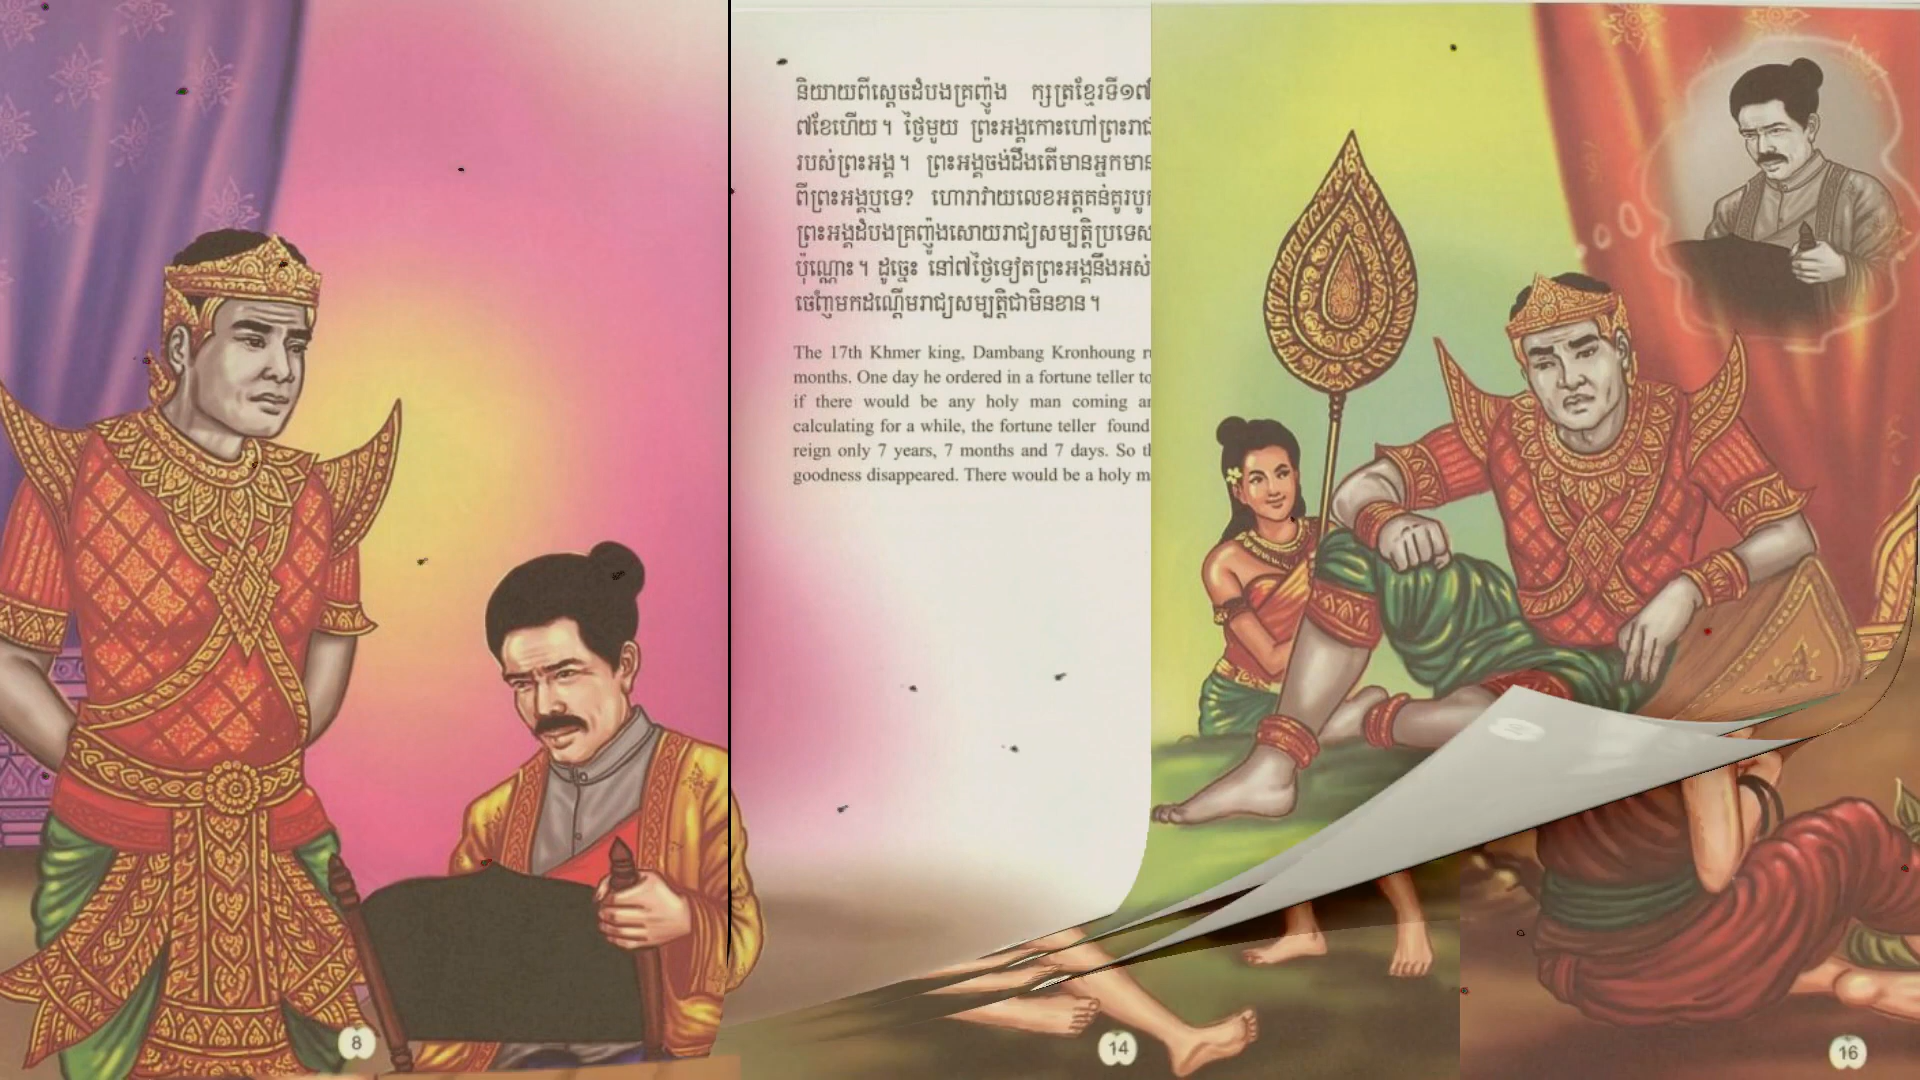 និយាយពីស្ដេចដំបងគ្រញ៉ូង ក្សត្រខ្មែរទី១៧
៧ខែហើយ។ ថ្ងៃមួយ ព្រះអង្គកោះហៅព្រះរាជ
របស់ព្រះអង្គ។ ព្រះអង្គចង់ដឹងតើមានអ្នកមាន
ពីព្រះអង្គឬទេ? ហោរាវាយលេខអត្តគន់គូរបូក
ព្រះអង្គដំបងគ្រញ៉ូងសោយរាជ្យសម្បត្តិប្រទេស
ប៉ុណ្ណោះ។ ដូច្នេះ នៅ៧ថ្ងៃទៀតព្រះអង្គនឹងអស់
ចេញមកដណ្ដើមរាជ្យសម្បត្តិជាមិនខាន។
The 17th Khmer king, Dambang Kronhoung
months. One day he ordered in a fortune teller to
if there would be any holy man coming
calculating for a while, the fortune teller found
reign only 7 years, 7 months and 7 days. So
goodness disappeared. There would be a holy
8
14
16